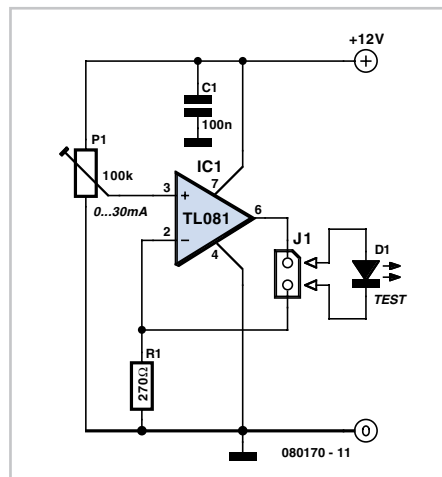 +12V
C1
100n
P1
100k
0...30mA
IC1
7
3
+
TL081
6
2
−
4
J1
D1
TEST
R1
270Ω
0
080170 - 11